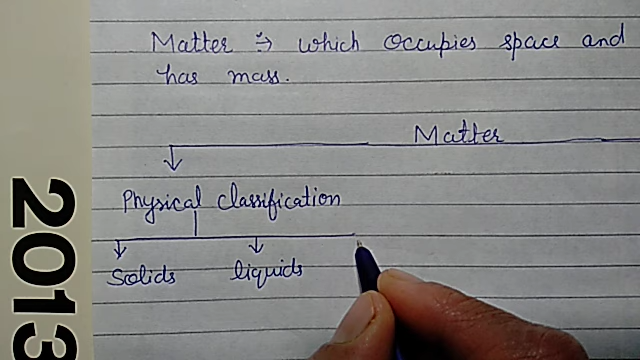 Matter ⇒ which occupies space and
has mass.
Matter
Physical classification
Solids liquids
2013